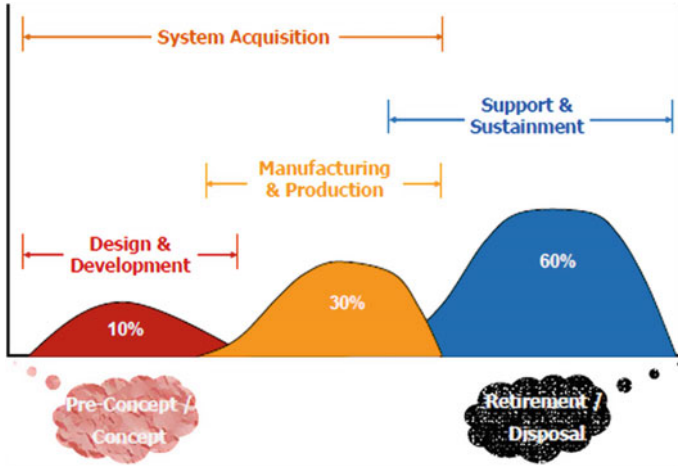 System Acquisition
Support &
Sustainment
Manufacturing
& Production
Design &
Development
10%
30%
60%
Pre-Concept /
Concept
Retirement /
Disposal